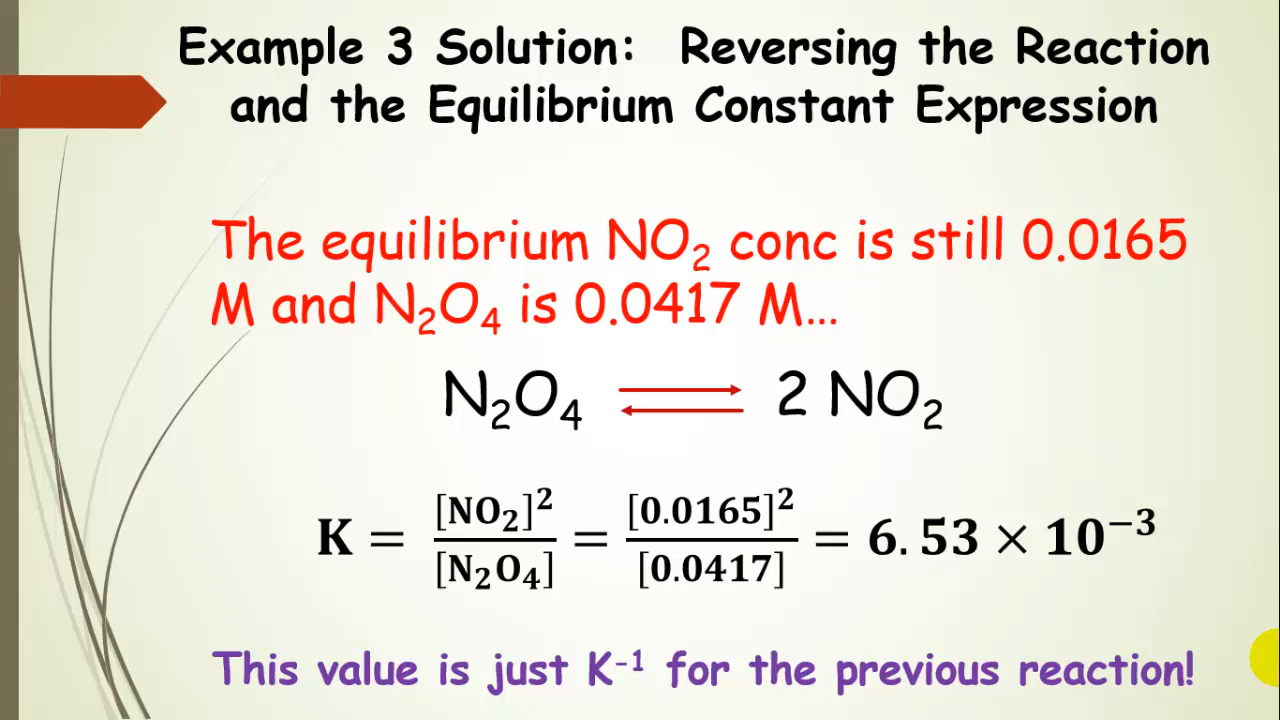 Example 3 Solution: Reversing the Reaction
and the Equilibrium Constant Expression
The equilibrium NO₂ conc is still 0.0165
M and N₂O₄ is 0.0417 M...
N₂O₄ ⇌ 2 NO₂
K = [NO₂]²/[N₂O₄] = [0.0165]²/[0.0417] = 6.53 × 10⁻³
This value is just K⁻¹ for the previous reaction!